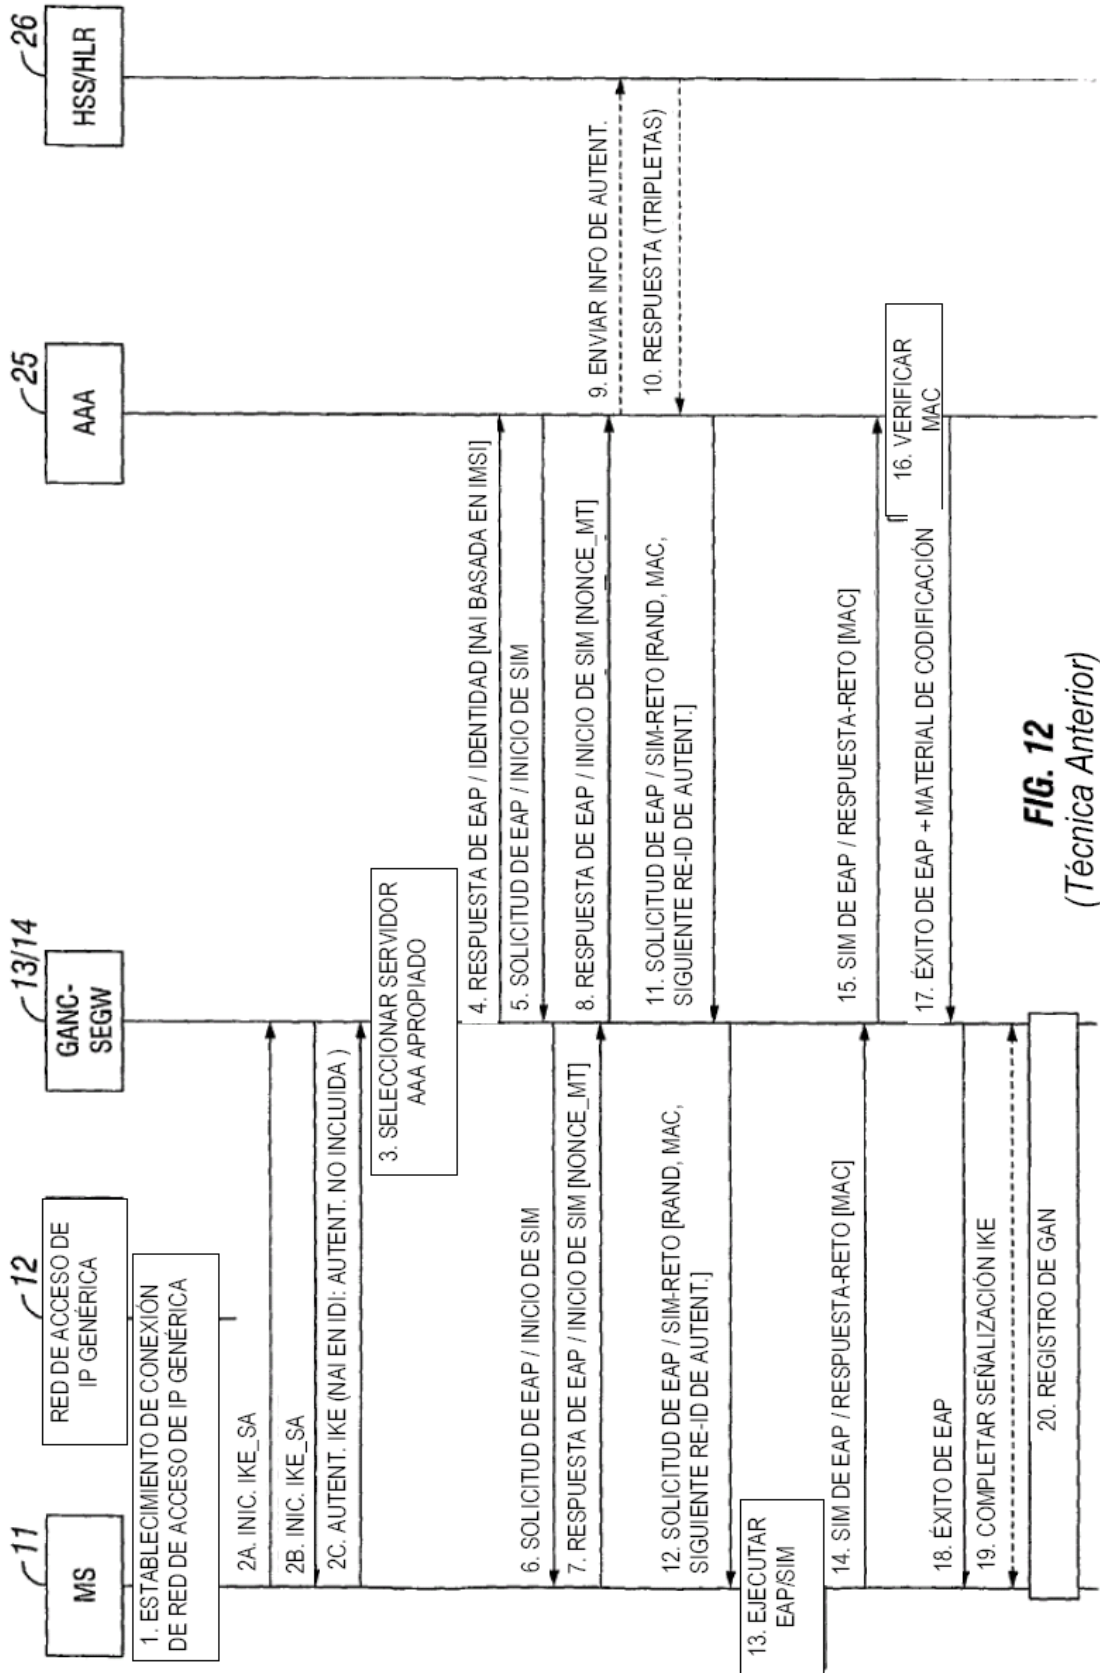 11
MS
12
RED DE ACCESO DE
IP GENÉRICA
13/14
GANC-
SEGW
25
AAA
26
HSS/HLR
1. ESTABLECIMIENTO DE CONEXIÓN
DE RED DE ACCESO DE IP GENÉRICA
2A. INIC. IKE_SA
2B. INIC. IKE_SA
2C. AUTENT. IKE (NAI EN IDI: AUTENT. NO INCLUIDA )
3. SELECCIONAR SERVIDOR
AAA APROPIADO
4. RESPUESTA DE EAP / IDENTIDAD [NAI BASADA EN IMSI]
5. SOLICITUD DE EAP / INICIO DE SIM
6. SOLICITUD DE EAP / INICIO DE SIM
7. RESPUESTA DE EAP / INICIO DE SIM [NONCE_MT]
8. RESPUESTA DE EAP / INICIO DE SIM [NONCE_MT]
9. ENVIAR INFO DE AUTENT.
10. RESPUESTA (TRIPLETAS)
11. SOLICITUD DE EAP / SIM-RETO [RAND, MAC,
SIGUIENTE RE-ID DE AUTENT.]
12. SOLICITUD DE EAP / SIM-RETO [RAND, MAC,
SIGUIENTE RE-ID DE AUTENT.]
13. EJECUTAR
EAP/SIM
14. SIM DE EAP / RESPUESTA-RETO [MAC]
15. SIM DE EAP / RESPUESTA-RETO [MAC]
16. VERIFICAR
MAC
17. ÉXITO DE EAP + MATERIAL DE CODIFICACIÓN
18. ÉXITO DE EAP
19. COMPLETAR SEÑALIZACIÓN IKE
20. REGISTRO DE GAN
FIG. 12
(Técnica Anterior)